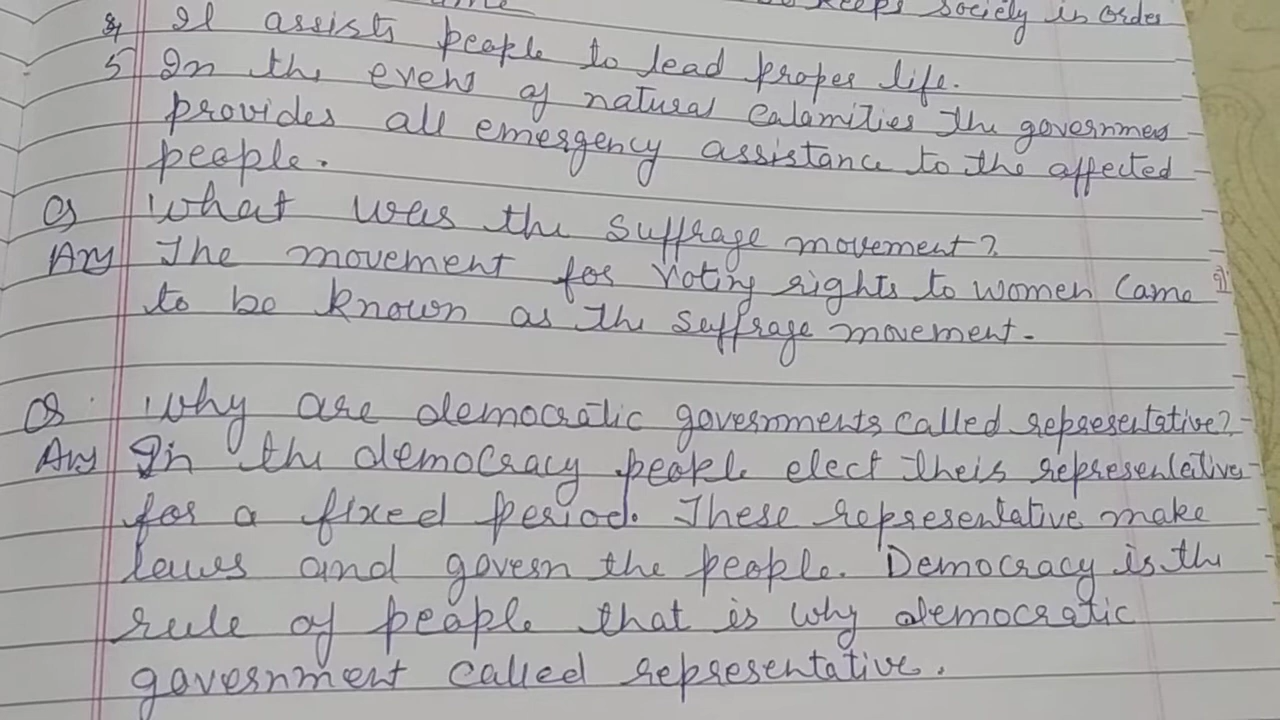 keeps society in order
4 It assists people to lead proper life.
5 In the event of natural calamities the government
provides all emergency assistance to the affected
people.
Q What was the suffrage movement?
Ans The movement for voting rights to women came
to be known as the suffrage movement.
Q. Why are democratic governments called representative?
Ans In the democracy people elect their representative
for a fixed period. These representative make
laws and govern the people. Democracy is the
rule of people that is why democratic
government called representative.